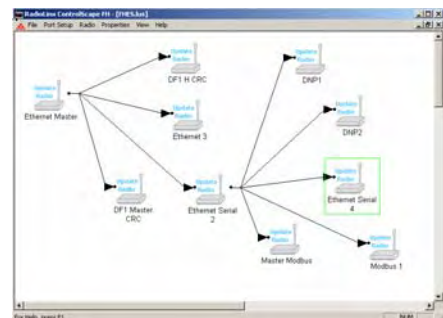 RadioLinx ControlScape FH - [FHES.lus]
File Port Setup Radio Properties View Help
Update
Radio
DF1 H CRC
Update
Radio
DNP1
Update
Radio
Ethernet Master
Update
Radio
Ethernet 3
Update
Radio
DNP2
Update
Radio
DF1 Master
CRC
Update
Radio
Ethernet Serial
2
Update
Radio
Ethernet Serial
4
Update
Radio
Master Modbus
Update
Radio
Modbus 1
For Help, press F1
NUM